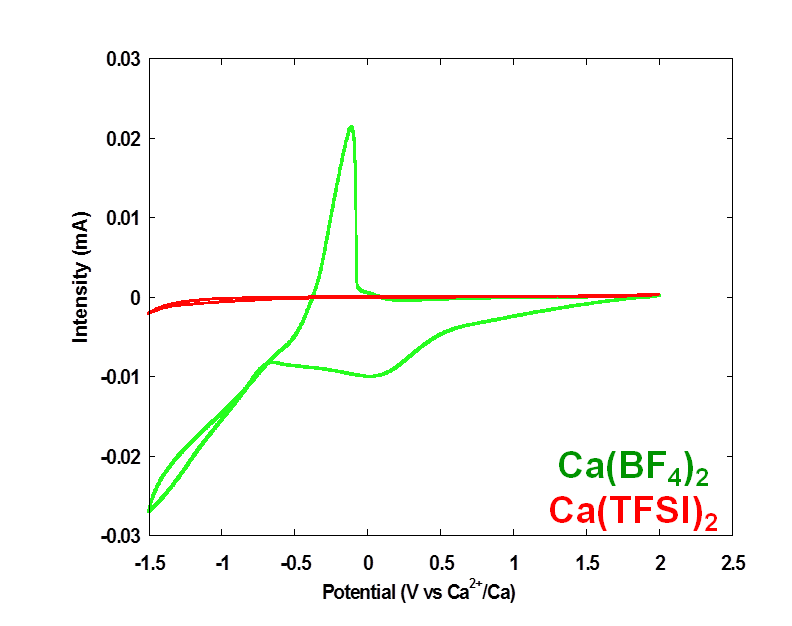 0.03
0.02
0.01
0
-0.01
-0.02
-0.03
Intensity (mA)
Ca(BF₄)₂
Ca(TFSI)₂
-1.5 -1 -0.5 0 0.5 1 1.5 2 2.5
Potential (V vs Ca²⁺/Ca)